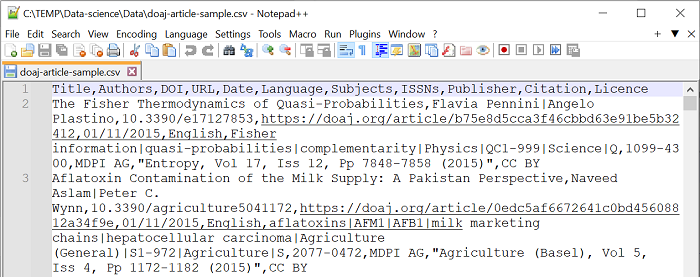 C:\TEMP\Data-science\Data\doaj-article-sample.csv - Notepad++
File Edit Search View Encoding Language Settings Tools Macro Run Plugins Window ? + ▼ X
doaj-article-sample.csv
1 Title,Authors,DOI,URL,Date,Language,Subjects,ISSNs,Publisher,Citation,Licence
2 The Fisher Thermodynamics of Quasi-Probabilities,Flavia Pennini|Angelo
Plastino,10.3390/e17127853,https://doaj.org/article/b75e8d5cca3f46cbbd63e91be5b32
412,01/11/2015,English,Fisher
information|quasi-probabilities|complementarity|Physics|QC1-999|Science|Q,1099-43
00,MDPI AG,"Entropy, Vol 17, Iss 12, Pp 7848-7858 (2015)",CC BY
3 Aflatoxin Contamination of the Milk Supply: A Pakistan Perspective,Naveed
Aslam|Peter C.
Wynn,10.3390/agriculture5041172,https://doaj.org/article/0edc5af6672641c0bd456088
12a34f9e,01/11/2015,English,aflatoxins|AFM1|AFB1|milk marketing
chains|hepatocellular carcinoma|Agriculture
(General)|S1-972|Agriculture|S,2077-0472,MDPI AG,"Agriculture (Basel), Vol 5,
Iss 4, Pp 1172-1182 (2015)",CC BY